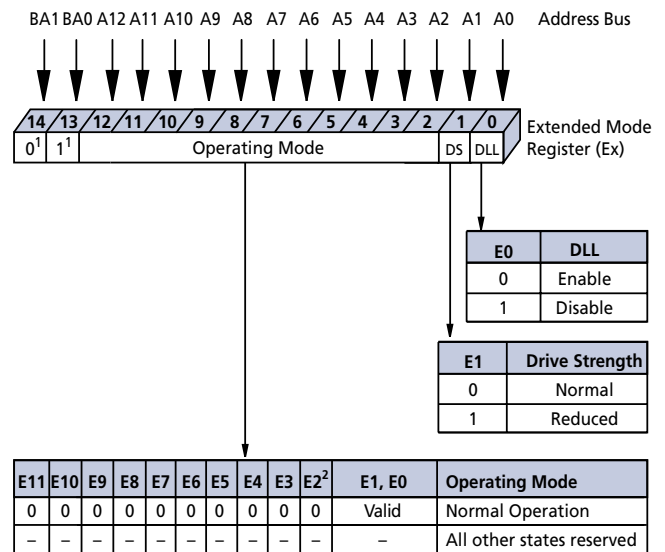 BA1 BA0 A12 A11 A10 A9 A8 A7 A6 A5 A4 A3 A2 A1 A0 Address Bus
14 13 12 11 10 9 8 7 6 5 4 3 2 1 0
Extended Mode
Register (Ex)
0¹ 1¹ Operating Mode DS DLL
E0 DLL
0 Enable
1 Disable
E1 Drive Strength
0 Normal
1 Reduced
E11 E10 E9 E8 E7 E6 E5 E4 E3 E2² E1, E0 Operating Mode
0 0 0 0 0 0 0 0 0 0 Valid Normal Operation
– – – – – – – – – – – All other states reserved